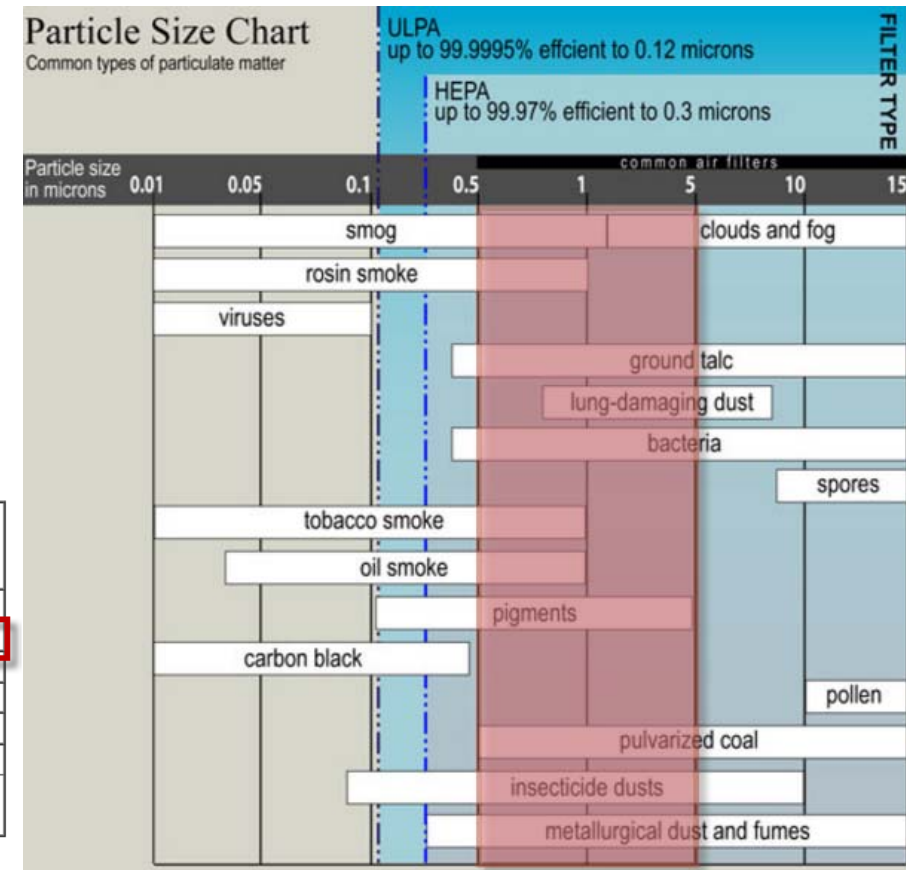 Particle Size Chart
Common types of particulate matter
ULPA
up to 99.9995% effcient to 0.12 microns
HEPA
up to 99.97% efficient to 0.3 microns
FILTER TYPE
common air filters
Particle size
in microns 0.01 0.05 0.1 0.5 1 5 10 15
smog clouds and fog
rosin smoke
viruses
ground talc
lung-damaging dust
bacteria
spores
tobacco smoke
oil smoke
pigments
carbon black
pollen
pulvarized coal
insecticide dusts
metallurgical dust and fumes